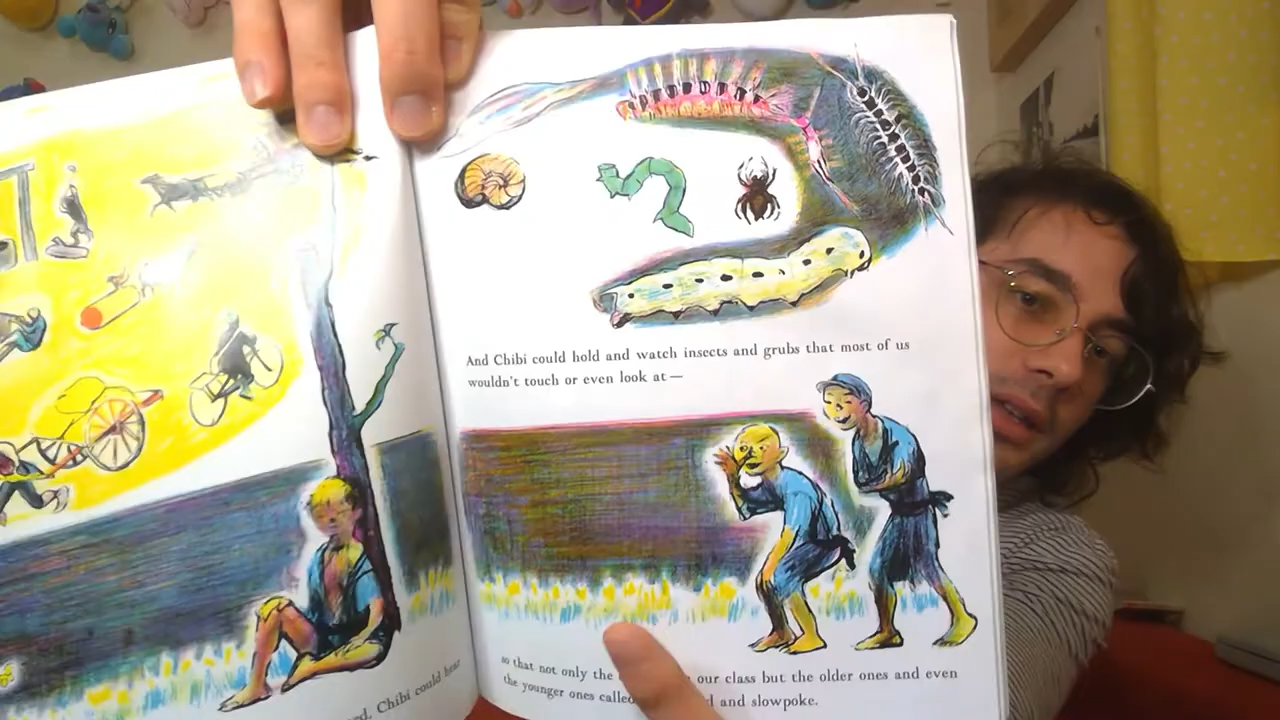 ed. Chibi could hear
And Chibi could hold and watch insects and grubs that most of us
wouldn't touch or even look at—
so that not only the our class but the older ones and even
the younger ones called and slowpoke.